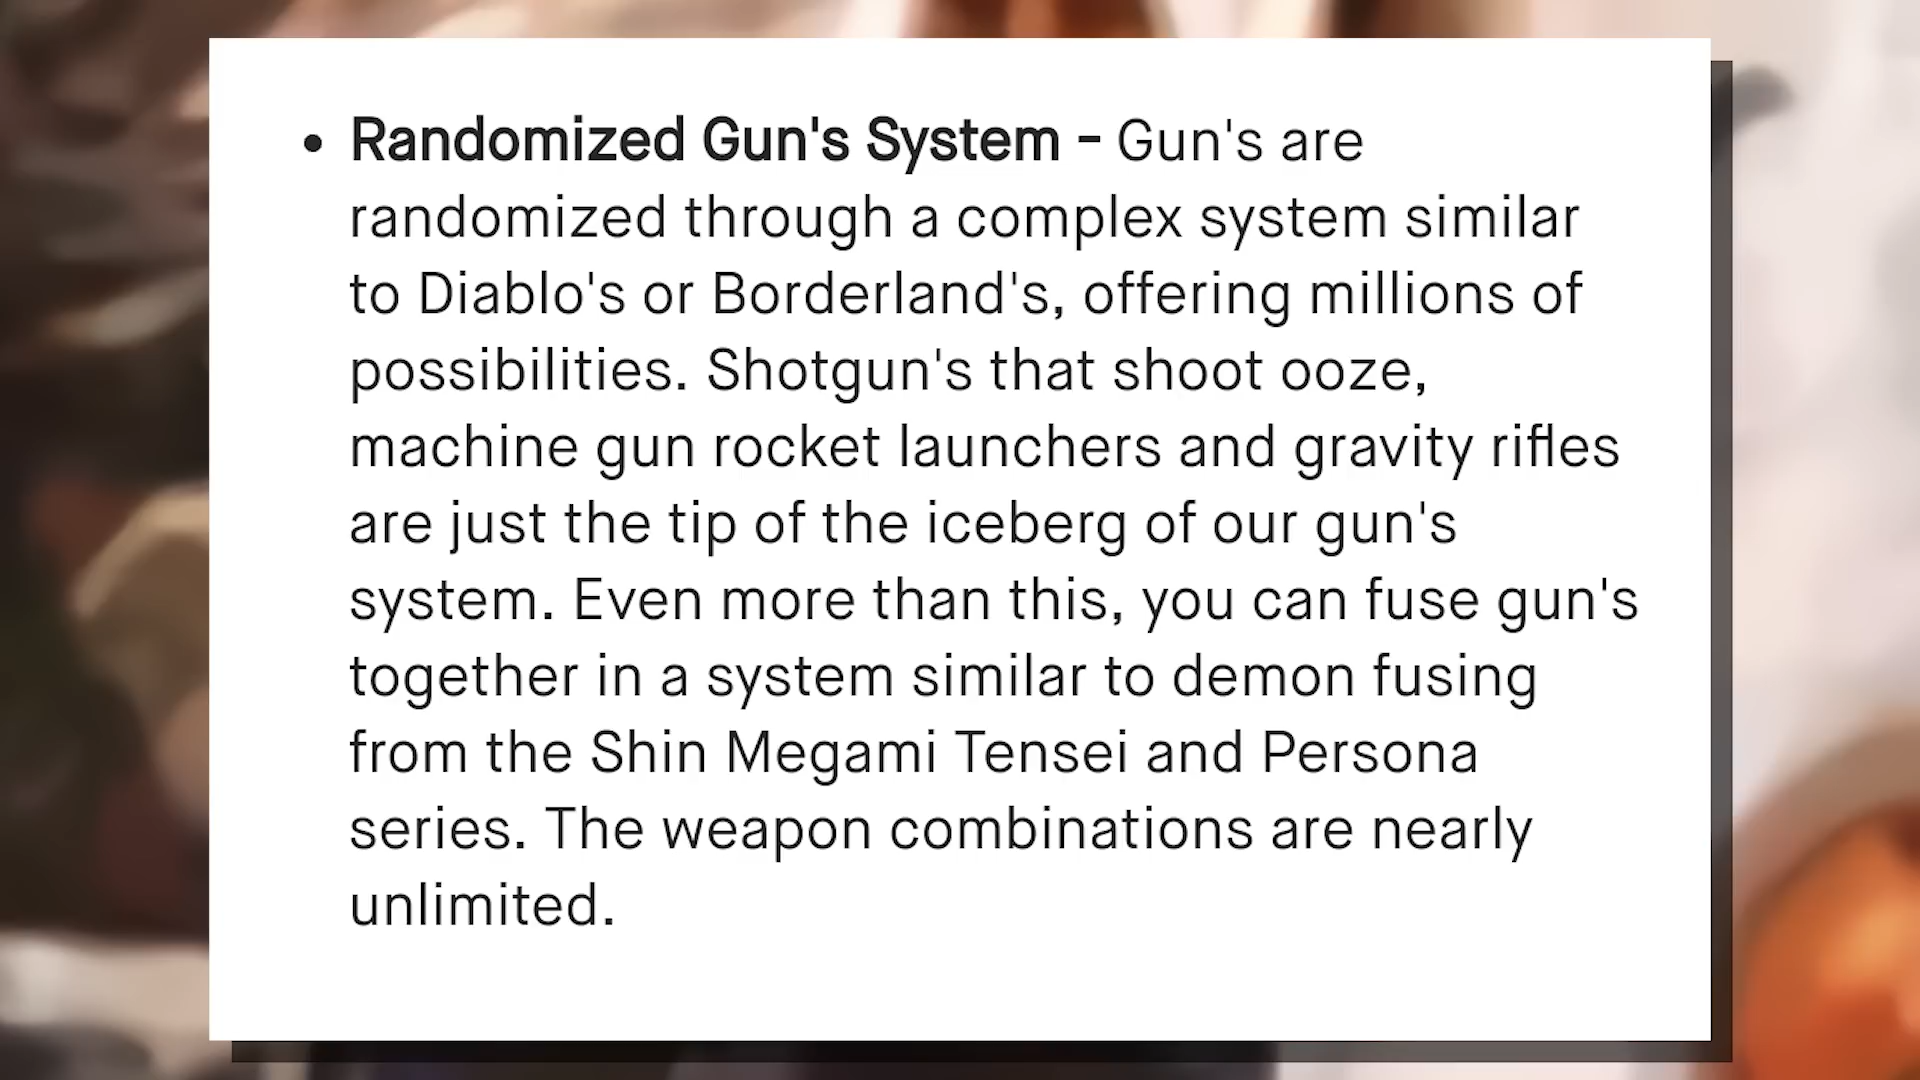 • Randomized Gun's System - Gun's are
randomized through a complex system similar
to Diablo's or Borderland's, offering millions of
possibilities. Shotgun's that shoot ooze,
machine gun rocket launchers and gravity rifles
are just the tip of the iceberg of our gun's
system. Even more than this, you can fuse gun's
together in a system similar to demon fusing
from the Shin Megami Tensei and Persona
series. The weapon combinations are nearly
unlimited.